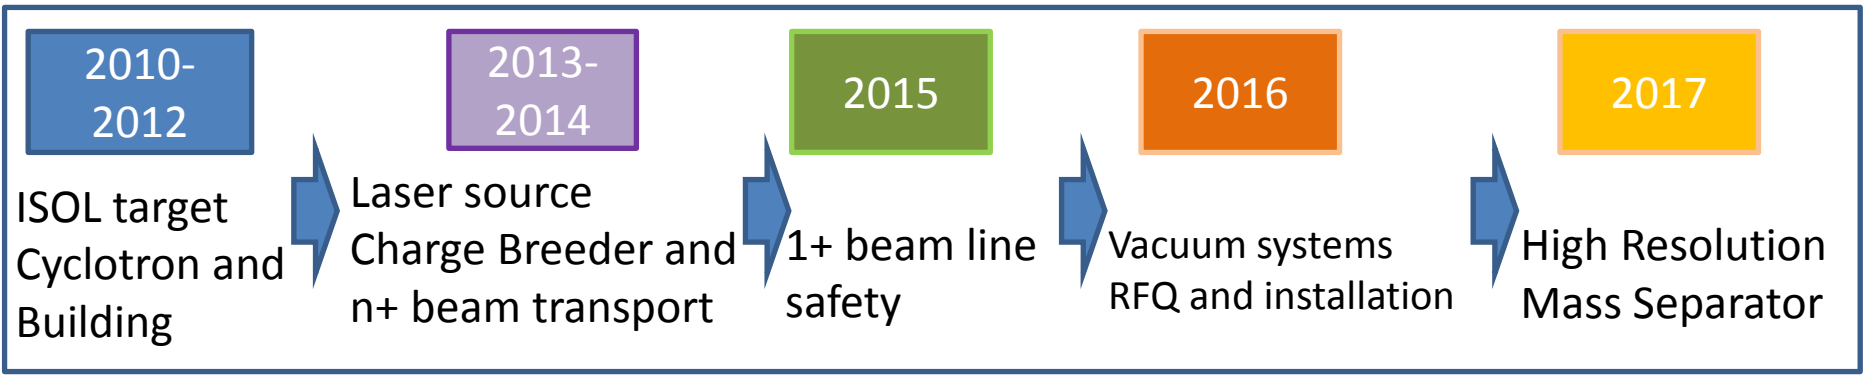 2010-
2012
2013-
2014
2015
2016
2017
ISOL target
Cyclotron and
Building
Laser source
Charge Breeder and
n+ beam transport
1+ beam line
safety
Vacuum systems
RFQ and installation
High Resolution
Mass Separator